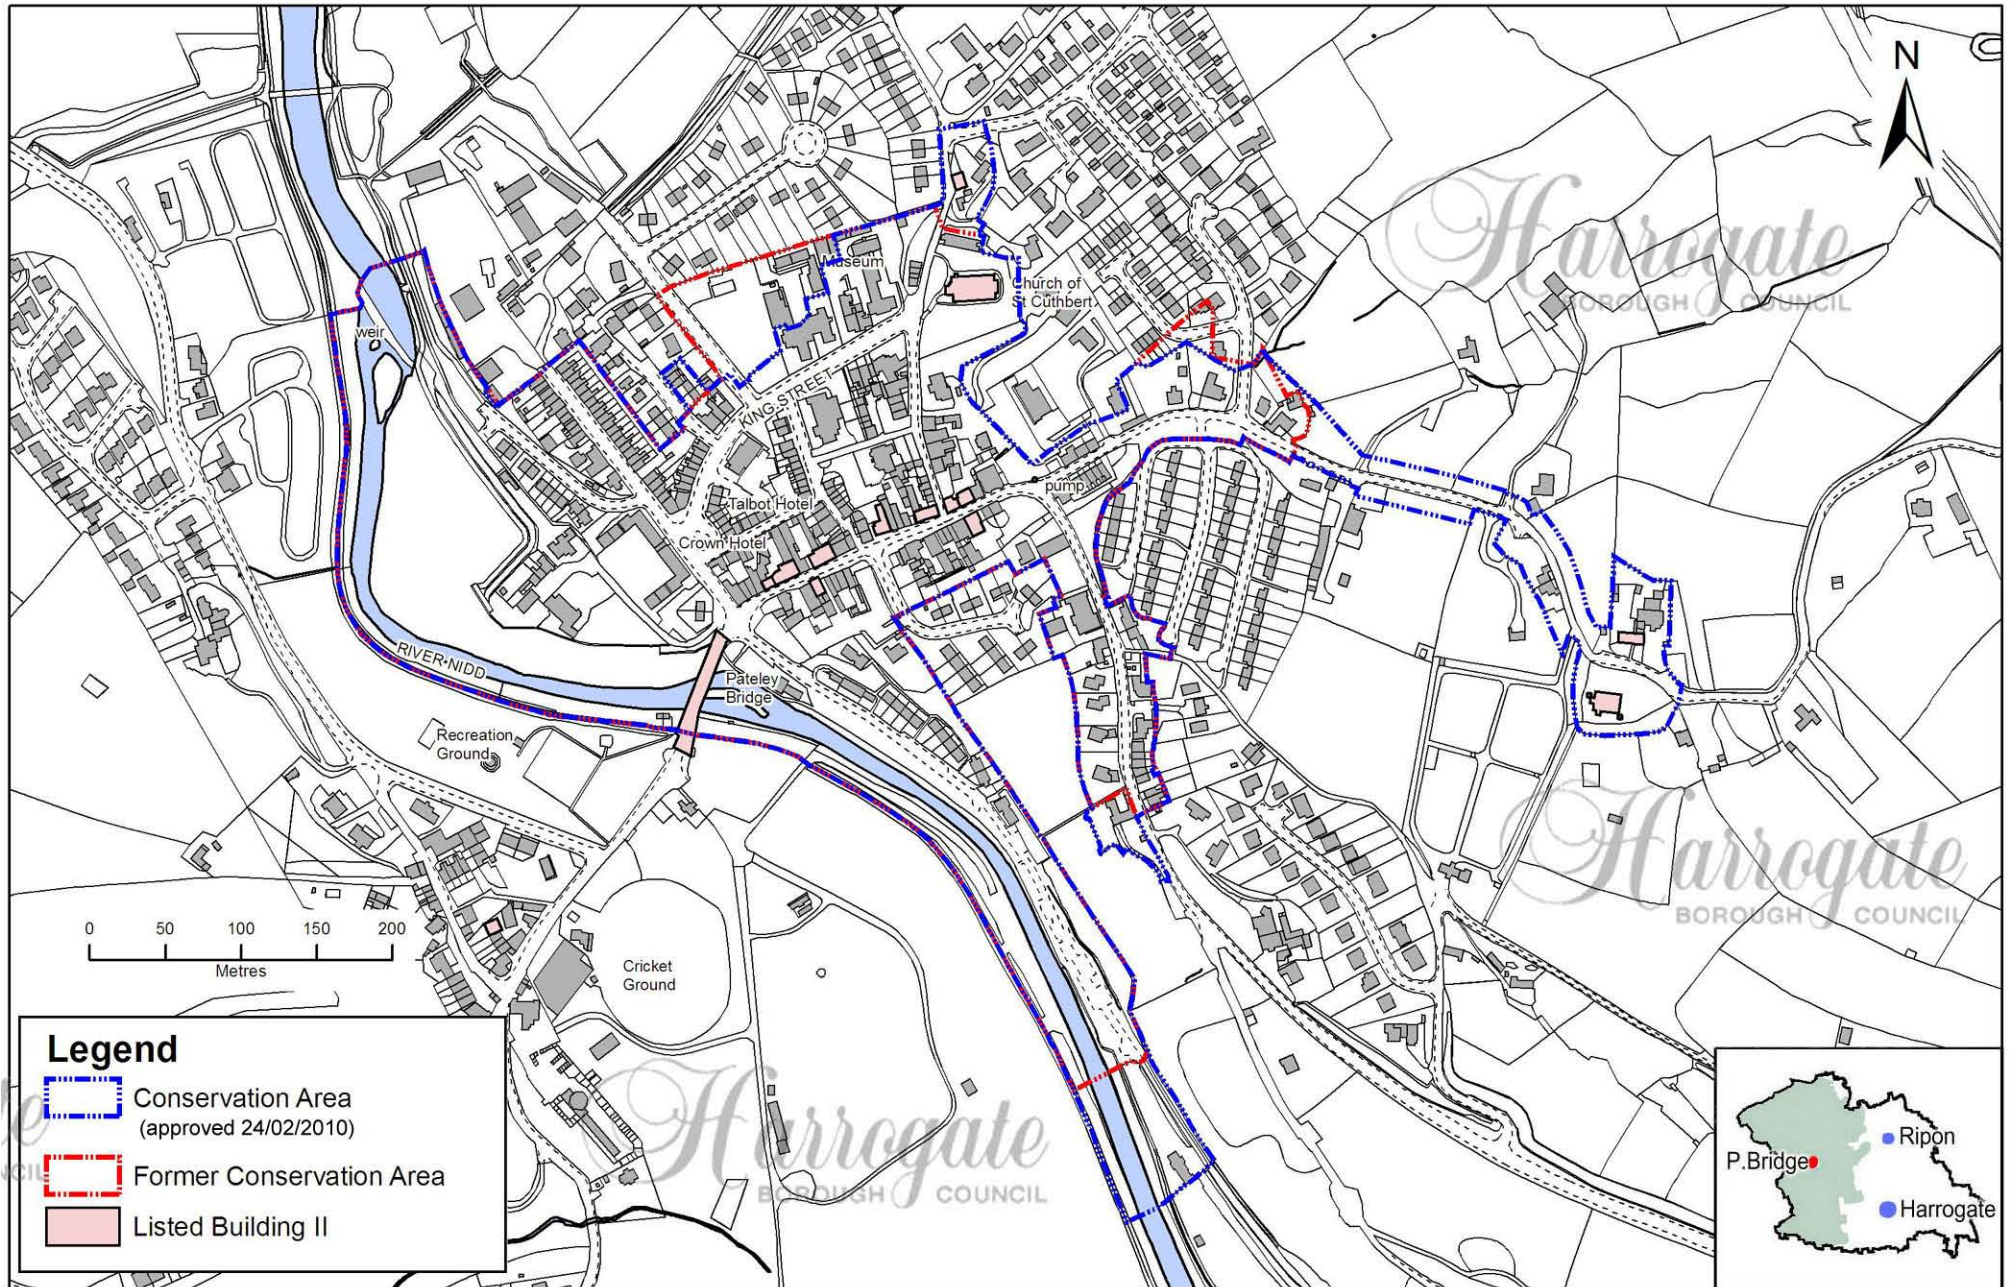 N
Harrogate
BOROUGH COUNCIL
Museum
Church of
St Cuthbert
weir
KING STREET
pump
Talbot Hotel
Crown Hotel
RIVER NIDD
Pateley
Bridge
Recreation
Ground
Harrogate
BOROUGH COUNCIL
0 50 100 150 200
Metres
Cricket
Ground
Legend
Conservation Area
(approved 24/02/2010)
Former Conservation Area
Listed Building II
Harrogate
BOROUGH COUNCIL
Ripon
P.Bridge
Harrogate